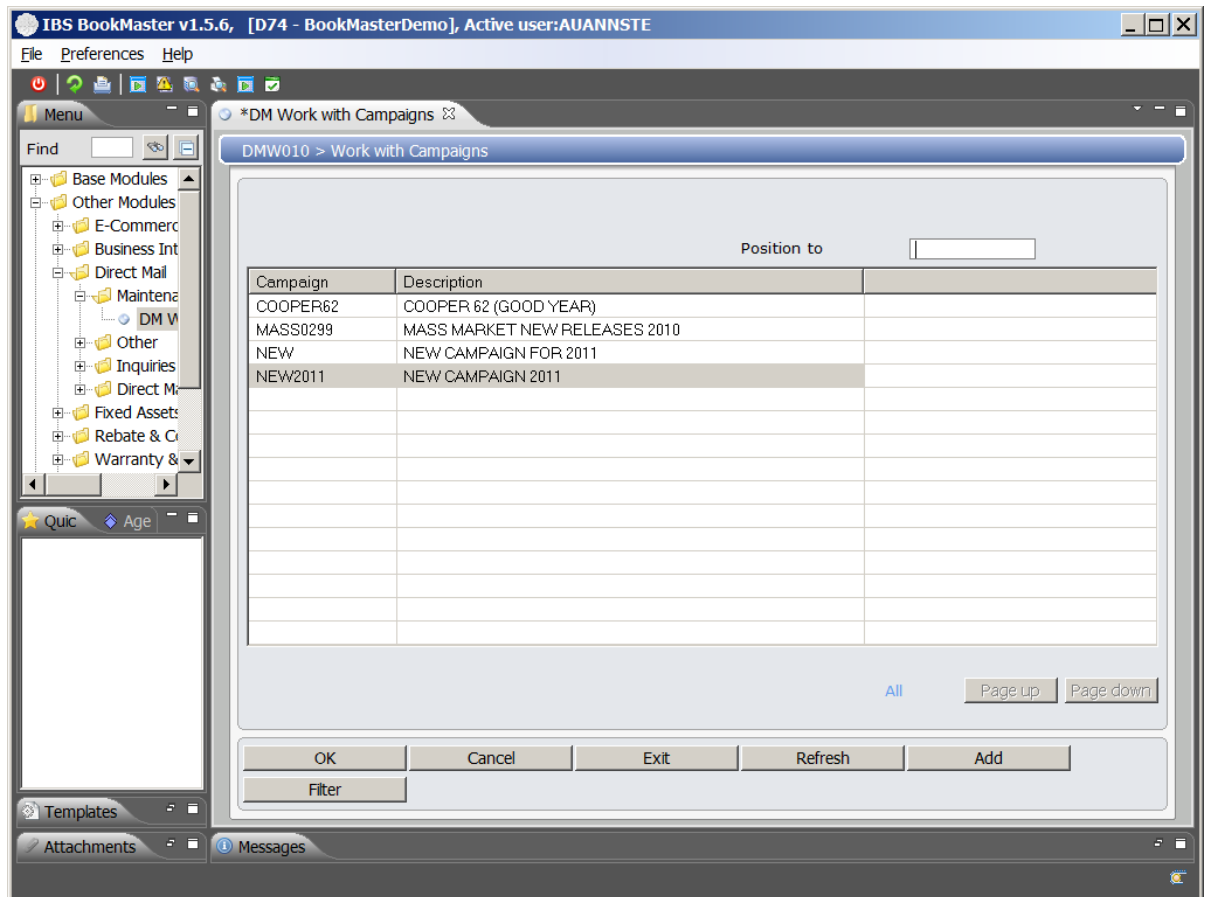 IBS BookMaster v1.5.6, [D74 - BookMasterDemo], Active user:AUANNSTE
File Preferences Help
Menu
*DM Work with Campaigns
Find
DMW010 > Work with Campaigns
Base Modules
Other Modules
E-Commerc
Business Int
Direct Mail
Maintena
DM W
Other
Inquiries
Direct Ma
Fixed Assets
Rebate & Co
Warranty &
Position to
Campaign Description
COOPER62 COOPER 62 (GOOD YEAR)
MASS0299 MASS MARKET NEW RELEASES 2010
NEW NEW CAMPAIGN FOR 2011
NEW2011 NEW CAMPAIGN 2011
Quic Age
All Page up Page down
OK Cancel Exit Refresh Add
Filter
Templates
Attachments
Messages